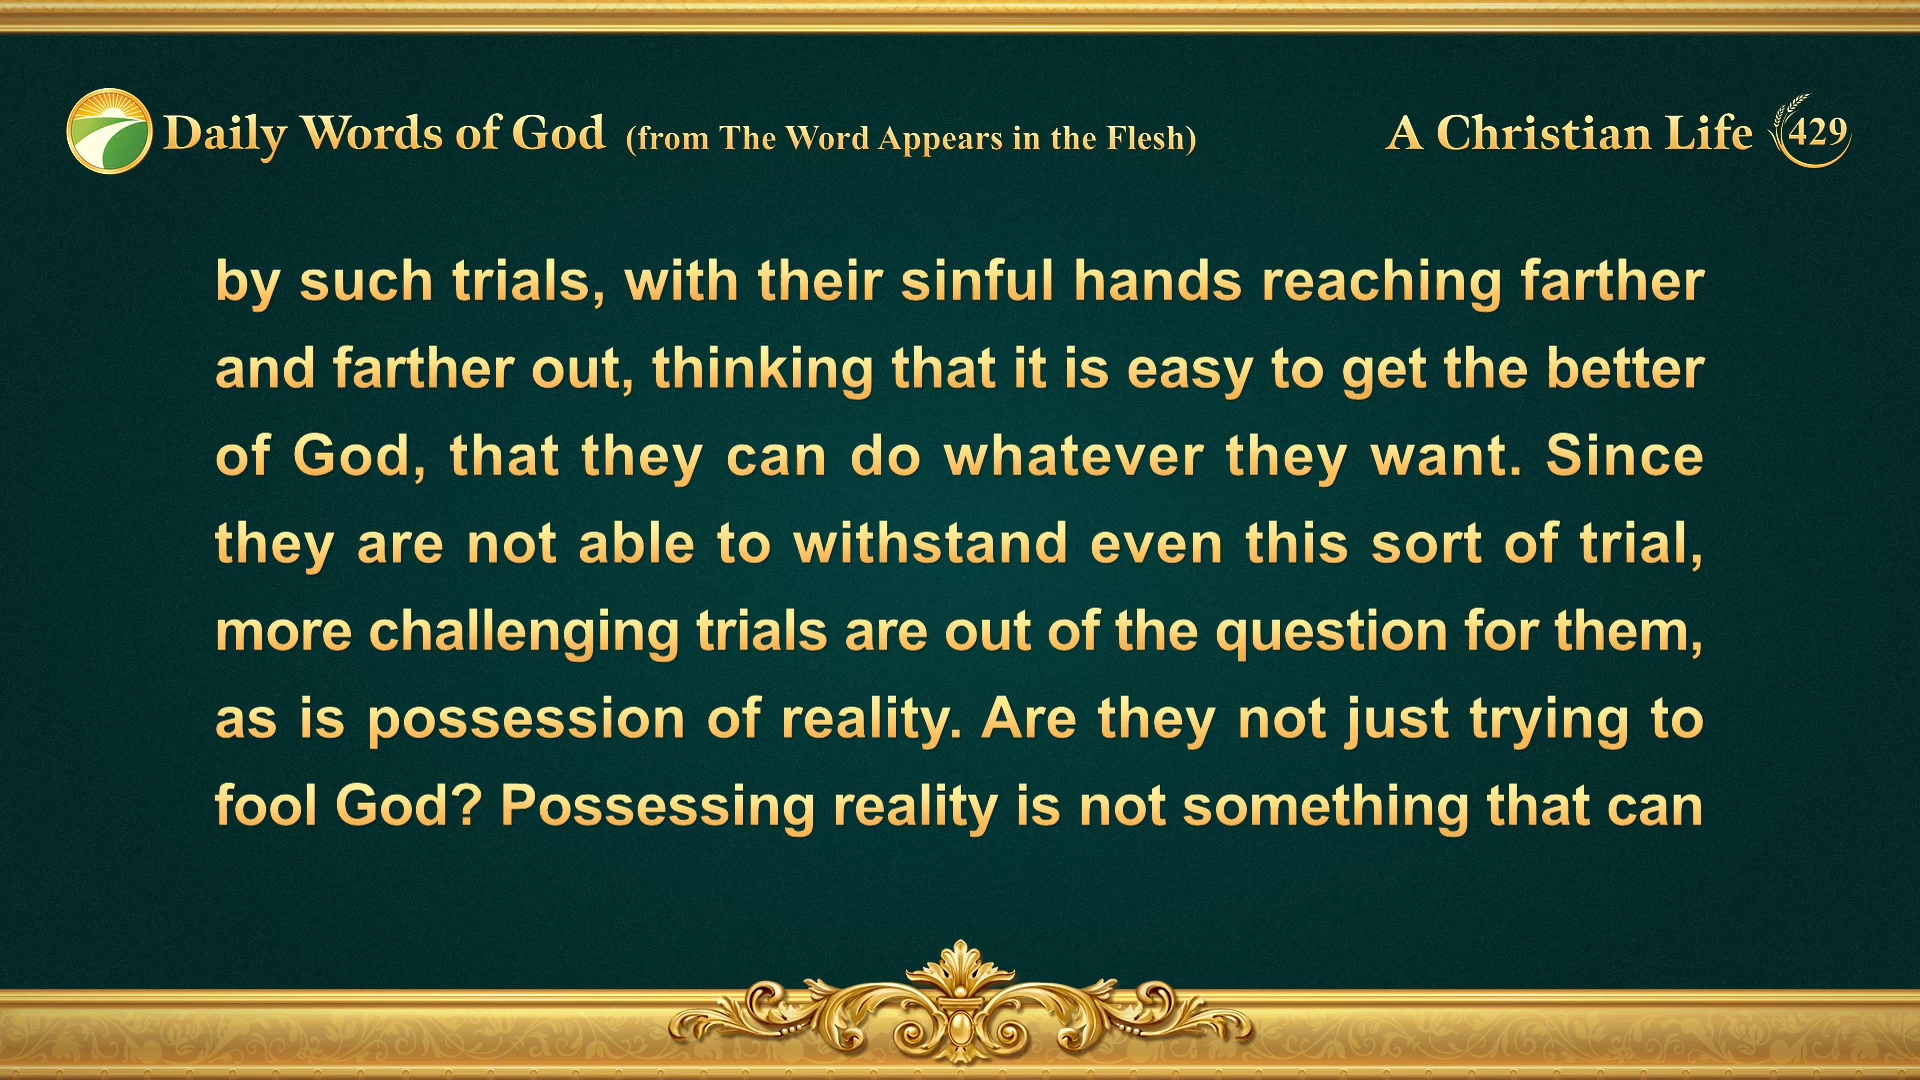 Daily Words of God (from The Word Appears in the Flesh)
A Christian Life 429
by such trials, with their sinful hands reaching farther
and farther out, thinking that it is easy to get the better
of God, that they can do whatever they want. Since
they are not able to withstand even this sort of trial,
more challenging trials are out of the question for them,
as is possession of reality. Are they not just trying to
fool God? Possessing reality is not something that can